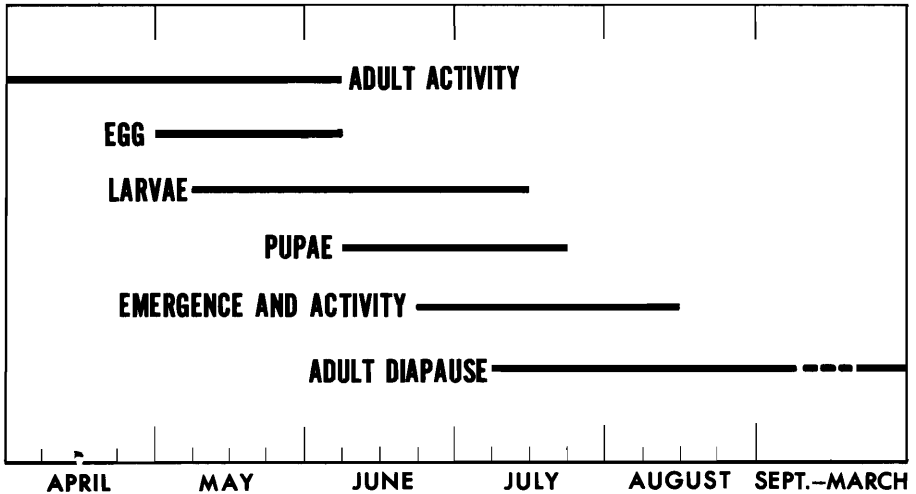 ADULT ACTIVITY
EGG
LARVAE
PUPAE
EMERGENCE AND ACTIVITY
ADULT DIAPAUSE
APRIL MAY JUNE JULY AUGUST SEPT.–MARCH